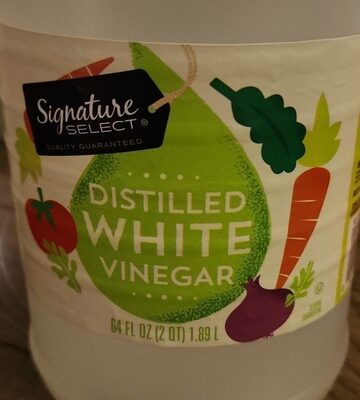 Signature
SELECT®
QUALITY GUARANTEED
DISTILLED
WHITE
VINEGAR
64 FL OZ (2 QT) 1.89 L